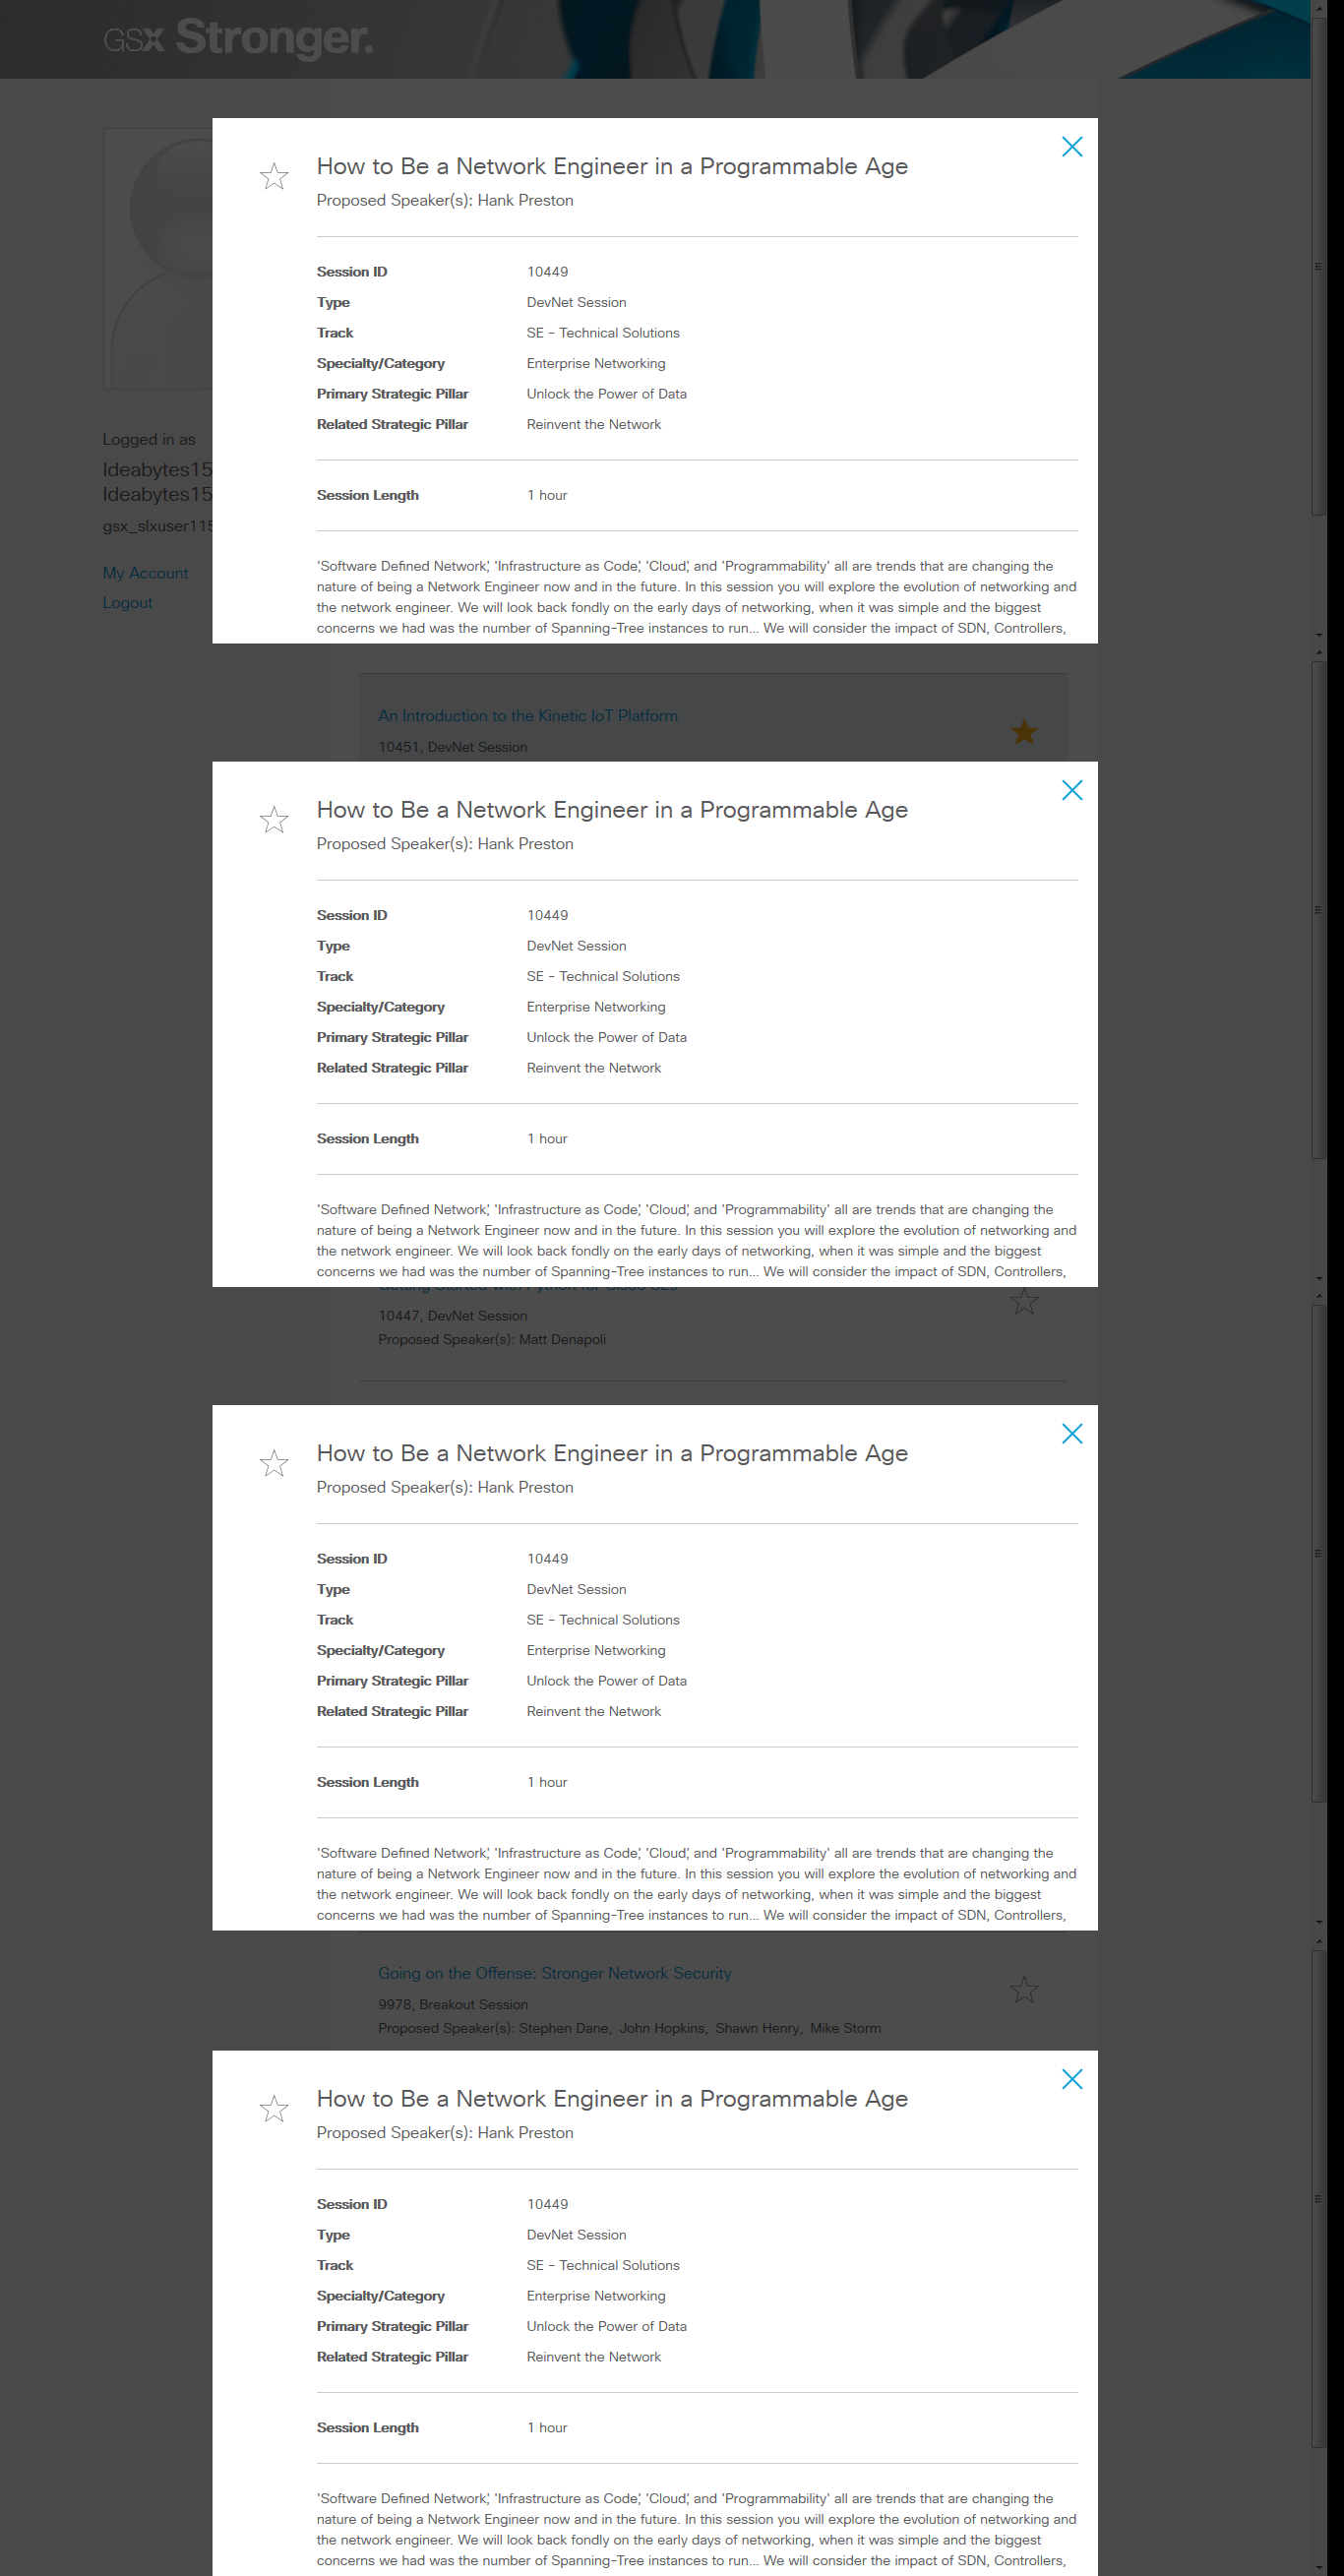 GSX Stronger.
How to Be a Network Engineer in a Programmable Age
Proposed Speaker(s): Hank Preston
Session ID 10449
Type DevNet Session
Track SE - Technical Solutions
Specialty/Category Enterprise Networking
Primary Strategic Pillar Unlock the Power of Data
Related Strategic Pillar Reinvent the Network
Logged in as
Ideabytes15
Ideabytes15
gsx_slxuser115
My Account
Logout
Session Length 1 hour
'Software Defined Network', 'Infrastructure as Code', 'Cloud', and 'Programmability' all are trends that are changing the
nature of being a Network Engineer now and in the future. In this session you will explore the evolution of networking and
the network engineer. We will look back fondly on the early days of networking, when it was simple and the biggest
concerns we had was the number of Spanning-Tree instances to run... We will consider the impact of SDN, Controllers,
An Introduction to the Kinetic IoT Platform
10451, DevNet Session
How to Be a Network Engineer in a Programmable Age
Proposed Speaker(s): Hank Preston
Session ID 10449
Type DevNet Session
Track SE - Technical Solutions
Specialty/Category Enterprise Networking
Primary Strategic Pillar Unlock the Power of Data
Related Strategic Pillar Reinvent the Network
Session Length 1 hour
'Software Defined Network', 'Infrastructure as Code', 'Cloud', and 'Programmability' all are trends that are changing the
nature of being a Network Engineer now and in the future. In this session you will explore the evolution of networking and
the network engineer. We will look back fondly on the early days of networking, when it was simple and the biggest
concerns we had was the number of Spanning-Tree instances to run... We will consider the impact of SDN, Controllers,
Getting Started with Python for Cisco SEs
10447, DevNet Session
Proposed Speaker(s): Matt Denapoli
How to Be a Network Engineer in a Programmable Age
Proposed Speaker(s): Hank Preston
Session ID 10449
Type DevNet Session
Track SE - Technical Solutions
Specialty/Category Enterprise Networking
Primary Strategic Pillar Unlock the Power of Data
Related Strategic Pillar Reinvent the Network
Session Length 1 hour
'Software Defined Network', 'Infrastructure as Code', 'Cloud', and 'Programmability' all are trends that are changing the
nature of being a Network Engineer now and in the future. In this session you will explore the evolution of networking and
the network engineer. We will look back fondly on the early days of networking, when it was simple and the biggest
concerns we had was the number of Spanning-Tree instances to run... We will consider the impact of SDN, Controllers,
Going on the Offense: Stronger Network Security
9978, Breakout Session
Proposed Speaker(s): Stephen Dane, John Hopkins, Shawn Henry, Mike Storm
How to Be a Network Engineer in a Programmable Age
Proposed Speaker(s): Hank Preston
Session ID 10449
Type DevNet Session
Track SE - Technical Solutions
Specialty/Category Enterprise Networking
Primary Strategic Pillar Unlock the Power of Data
Related Strategic Pillar Reinvent the Network
Session Length 1 hour
'Software Defined Network', 'Infrastructure as Code', 'Cloud', and 'Programmability' all are trends that are changing the
nature of being a Network Engineer now and in the future. In this session you will explore the evolution of networking and
the network engineer. We will look back fondly on the early days of networking, when it was simple and the biggest
concerns we had was the number of Spanning-Tree instances to run... We will consider the impact of SDN, Controllers,